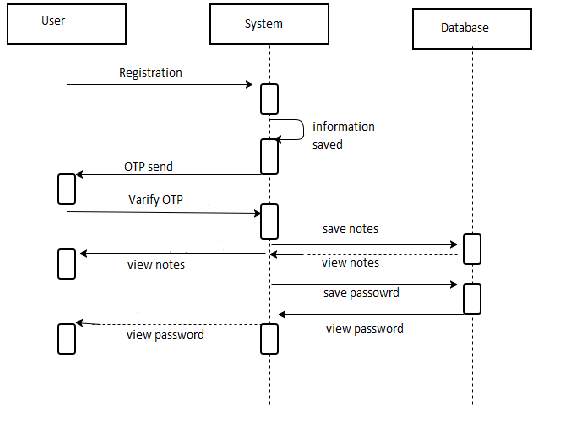 User
System
Database
Registration
information
saved
OTP send
Varify OTP
save notes
view notes
view notes
save passowrd
view password
view password